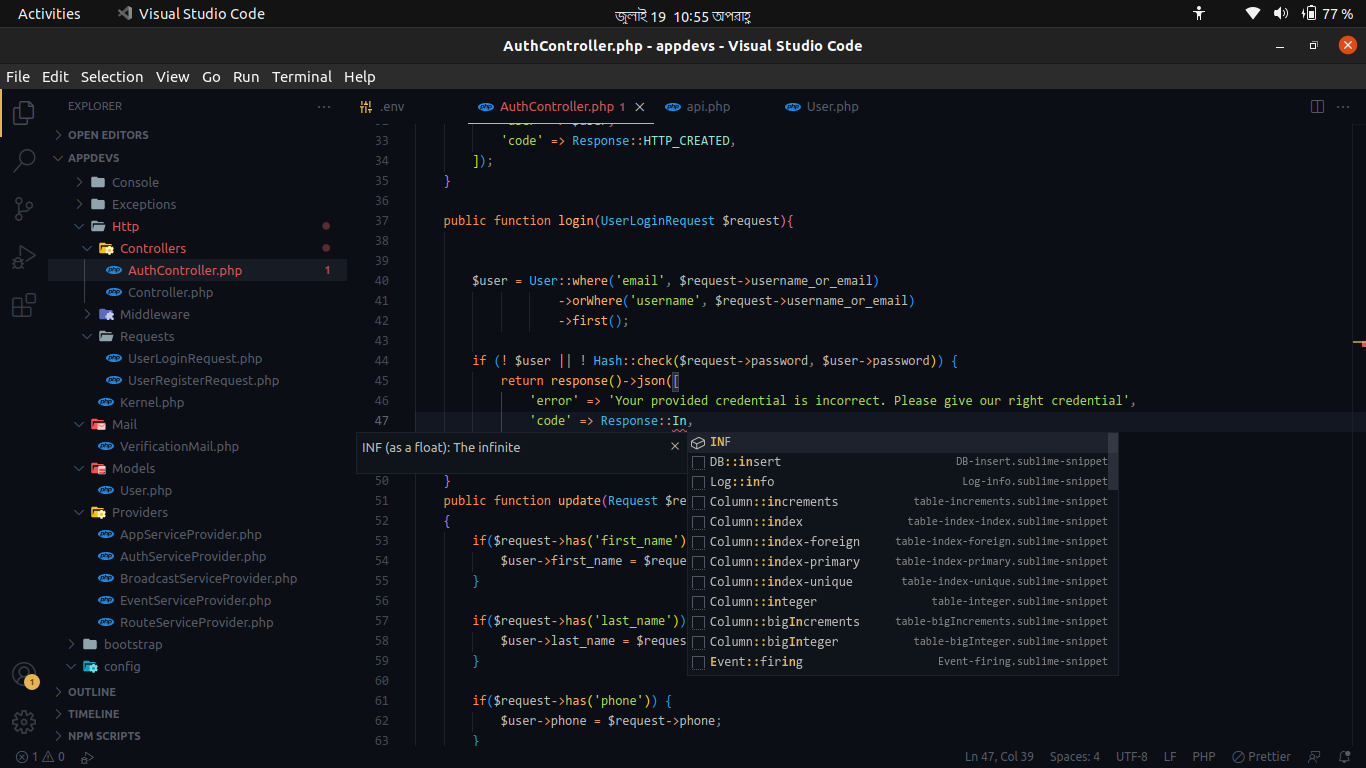 Activities Visual Studio Code জুলাই 19 10:55 অপরাহ্ণ 77 %
AuthController.php - appdevs - Visual Studio Code
File Edit Selection View Go Run Terminal Help
EXPLORER
OPEN EDITORS
APPDEVS
Console
Exceptions
Http
Controllers
AuthController.php 1
Controller.php
Middleware
Requests
UserLoginRequest.php
UserRegisterRequest.php
Kernel.php
Mail
VerificationMail.php
Models
User.php
Providers
AppServiceProvider.php
AuthServiceProvider.php
BroadcastServiceProvider.php
EventServiceProvider.php
RouteServiceProvider.php
bootstrap
config
OUTLINE
TIMELINE
NPM SCRIPTS
.env AuthController.php 1 api.php User.php
33 'code' => Response::HTTP_CREATED,
34 ]);
35 }
36
37 public function login(UserLoginRequest $request){
38
39
40 $user = User::where('email', $request->username_or_email)
41 ->orWhere('username', $request->username_or_email)
42 ->first();
43
44 if (! $user || ! Hash::check($request->password, $user->password)) {
45 return response()->json([
46 'error' => 'Your provided credential is incorrect. Please give our right credential',
47 'code' => Response::In,
INF (as a float): The infinite
50 }
51 public function update(Request $re
52 {
53 if($request->has('first_name')
54 $user->first_name = $reque
55 }
56
57 if($request->has('last_name'))
58 $user->last_name = $request
59 }
60
61 if($request->has('phone')) {
62 $user->phone = $request->phone;
63 }
INF
DB::insert DB-insert.sublime-snippet
Log::info Log-info.sublime-snippet
Column::increments table-increments.sublime-snippet
Column::index table-index-index.sublime-snippet
Column::index-foreign table-index-foreign.sublime-snippet
Column::index-primary table-index-primary.sublime-snippet
Column::index-unique table-index-unique.sublime-snippet
Column::integer table-integer.sublime-snippet
Column::bigIncrements table-bigIncrements.sublime-snippet
Column::bigInteger table-bigInteger.sublime-snippet
Event::firing Event-firing.sublime-snippet
1 0 Ln 47, Col 39 Spaces: 4 UTF-8 LF PHP Prettier